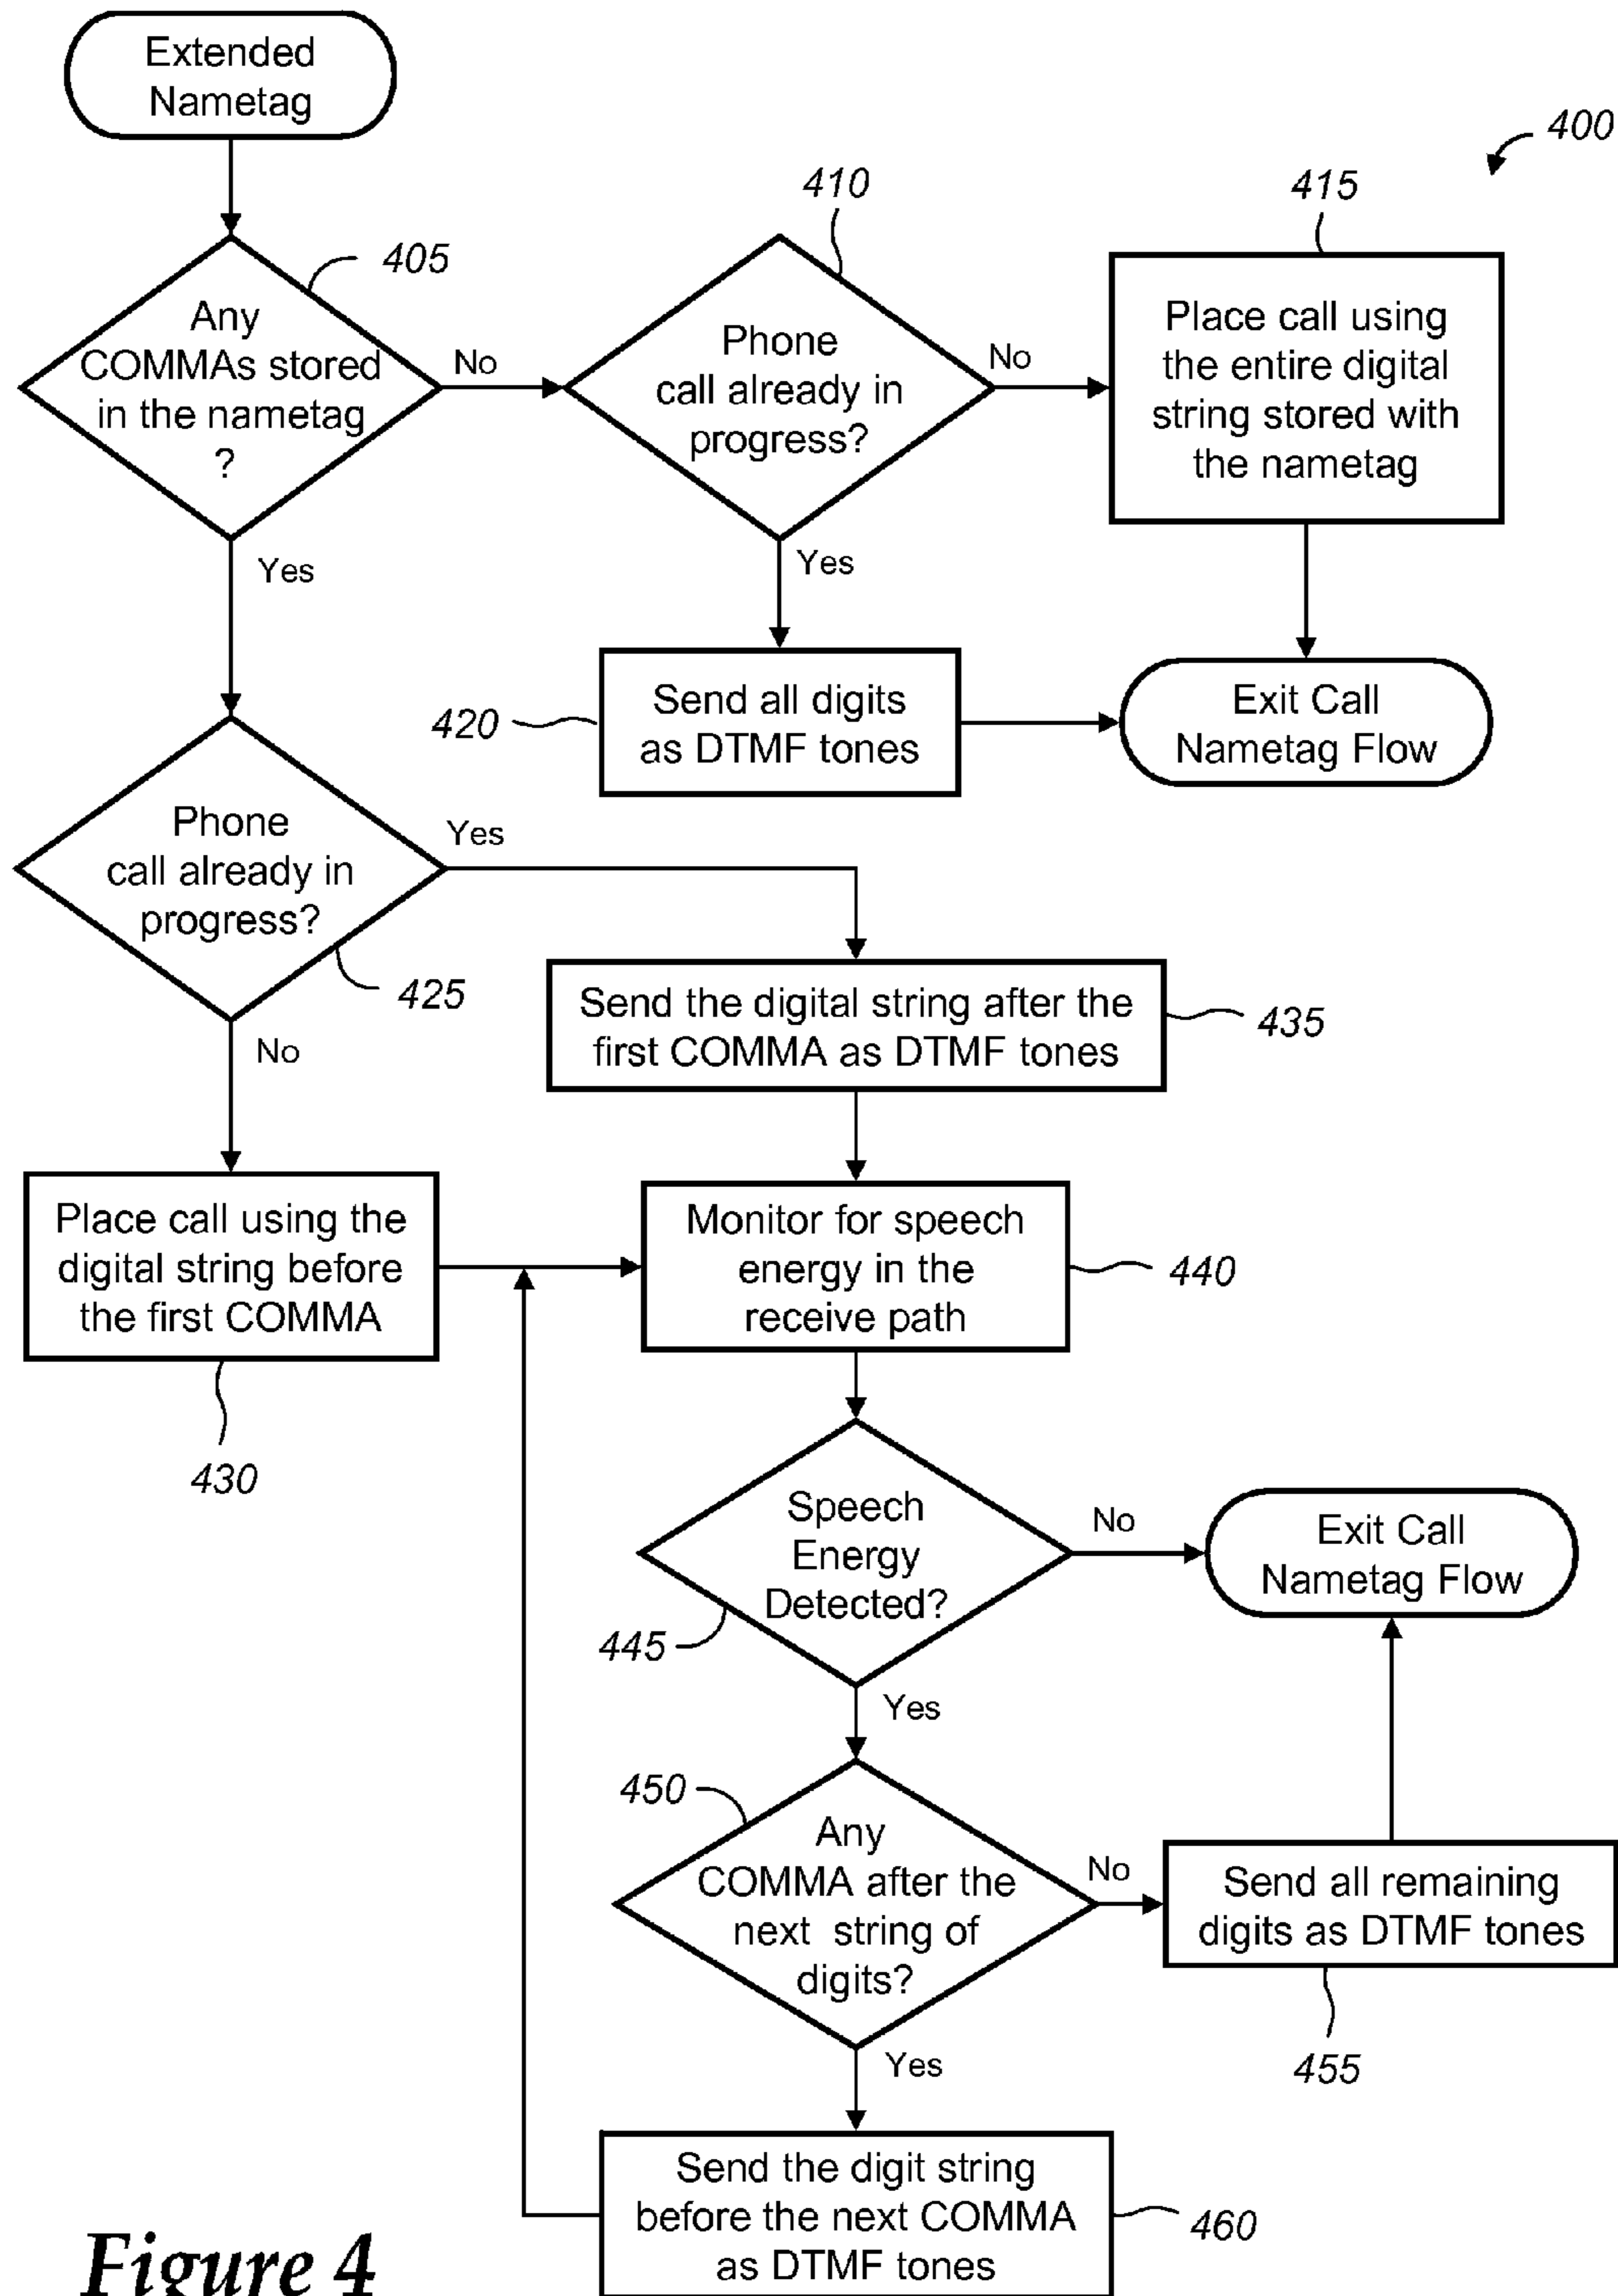 Extended
Nametag
400
410
415
405
Any
COMMAs stored
in the nametag
?
No
Phone
call already in
progress?
No
Place call using
the entire digital
string stored with
the nametag
Yes
Yes
420
Send all digits
as DTMF tones
Exit Call
Nametag Flow
Phone
call already in
progress?
Yes
425
No
Send the digital string after the
first COMMA as DTMF tones
435
Place call using the
digital string before
the first COMMA
430
Monitor for speech
energy in the
receive path
440
Speech
Energy
Detected?
445
No
Exit Call
Nametag Flow
Yes
450
Any
COMMA after the
next string of
digits?
No
Send all remaining
digits as DTMF tones
455
Yes
Send the digit string
before the next COMMA
as DTMF tones
460
Figure 4